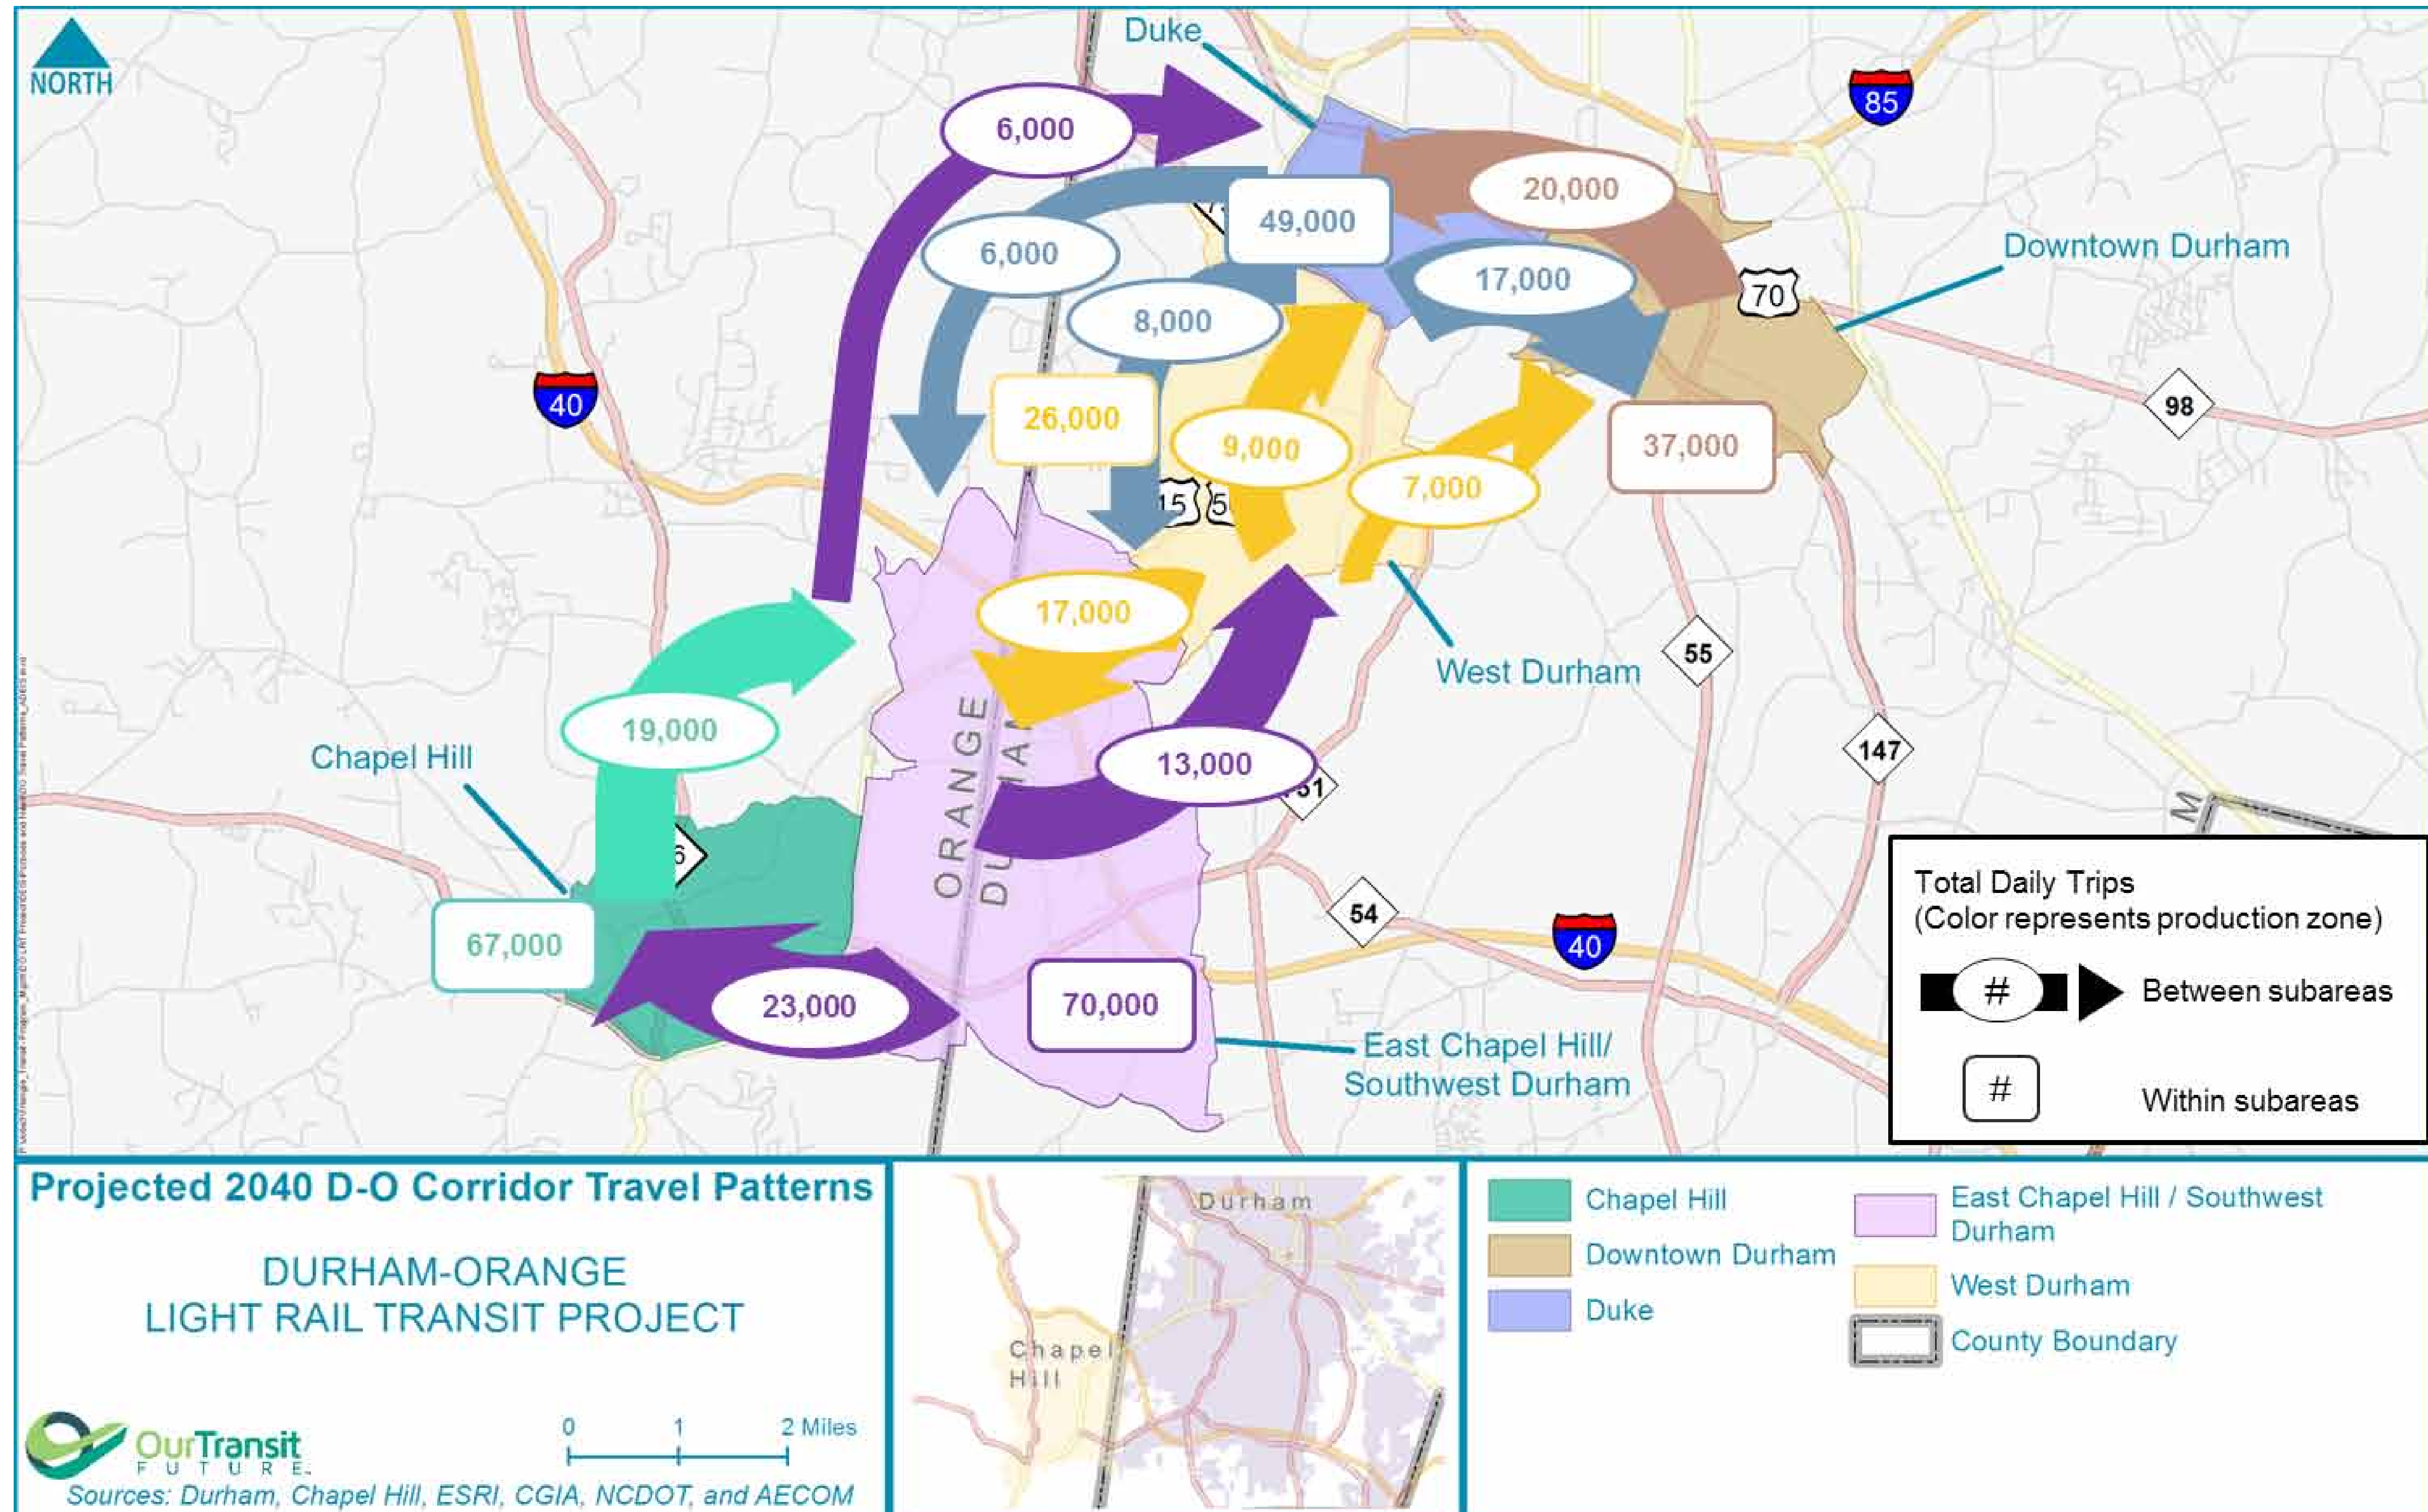 NORTH
Duke
85
6,000
20,000
49,000
Downtown Durham
6,000
17,000
70
8,000
40
98
26,000
9,000
37,000
7,000
15
17,000
55
West Durham
19,000
ORANGE
147
Chapel Hill
13,000
M
54
67,000
40
23,000
70,000
East Chapel Hill/
Southwest Durham
Total Daily Trips
(Color represents production zone)
# Between subareas
# Within subareas
Projected 2040 D-O Corridor Travel Patterns
DURHAM-ORANGE
LIGHT RAIL TRANSIT PROJECT
0 1 2 Miles
OurTransit
FUTURE
Sources: Durham, Chapel Hill, ESRI, CGIA, NCDOT, and AECOM
Durham
Chapel
Hill
Chapel Hill
Downtown Durham
Duke
East Chapel Hill / Southwest
Durham
West Durham
County Boundary